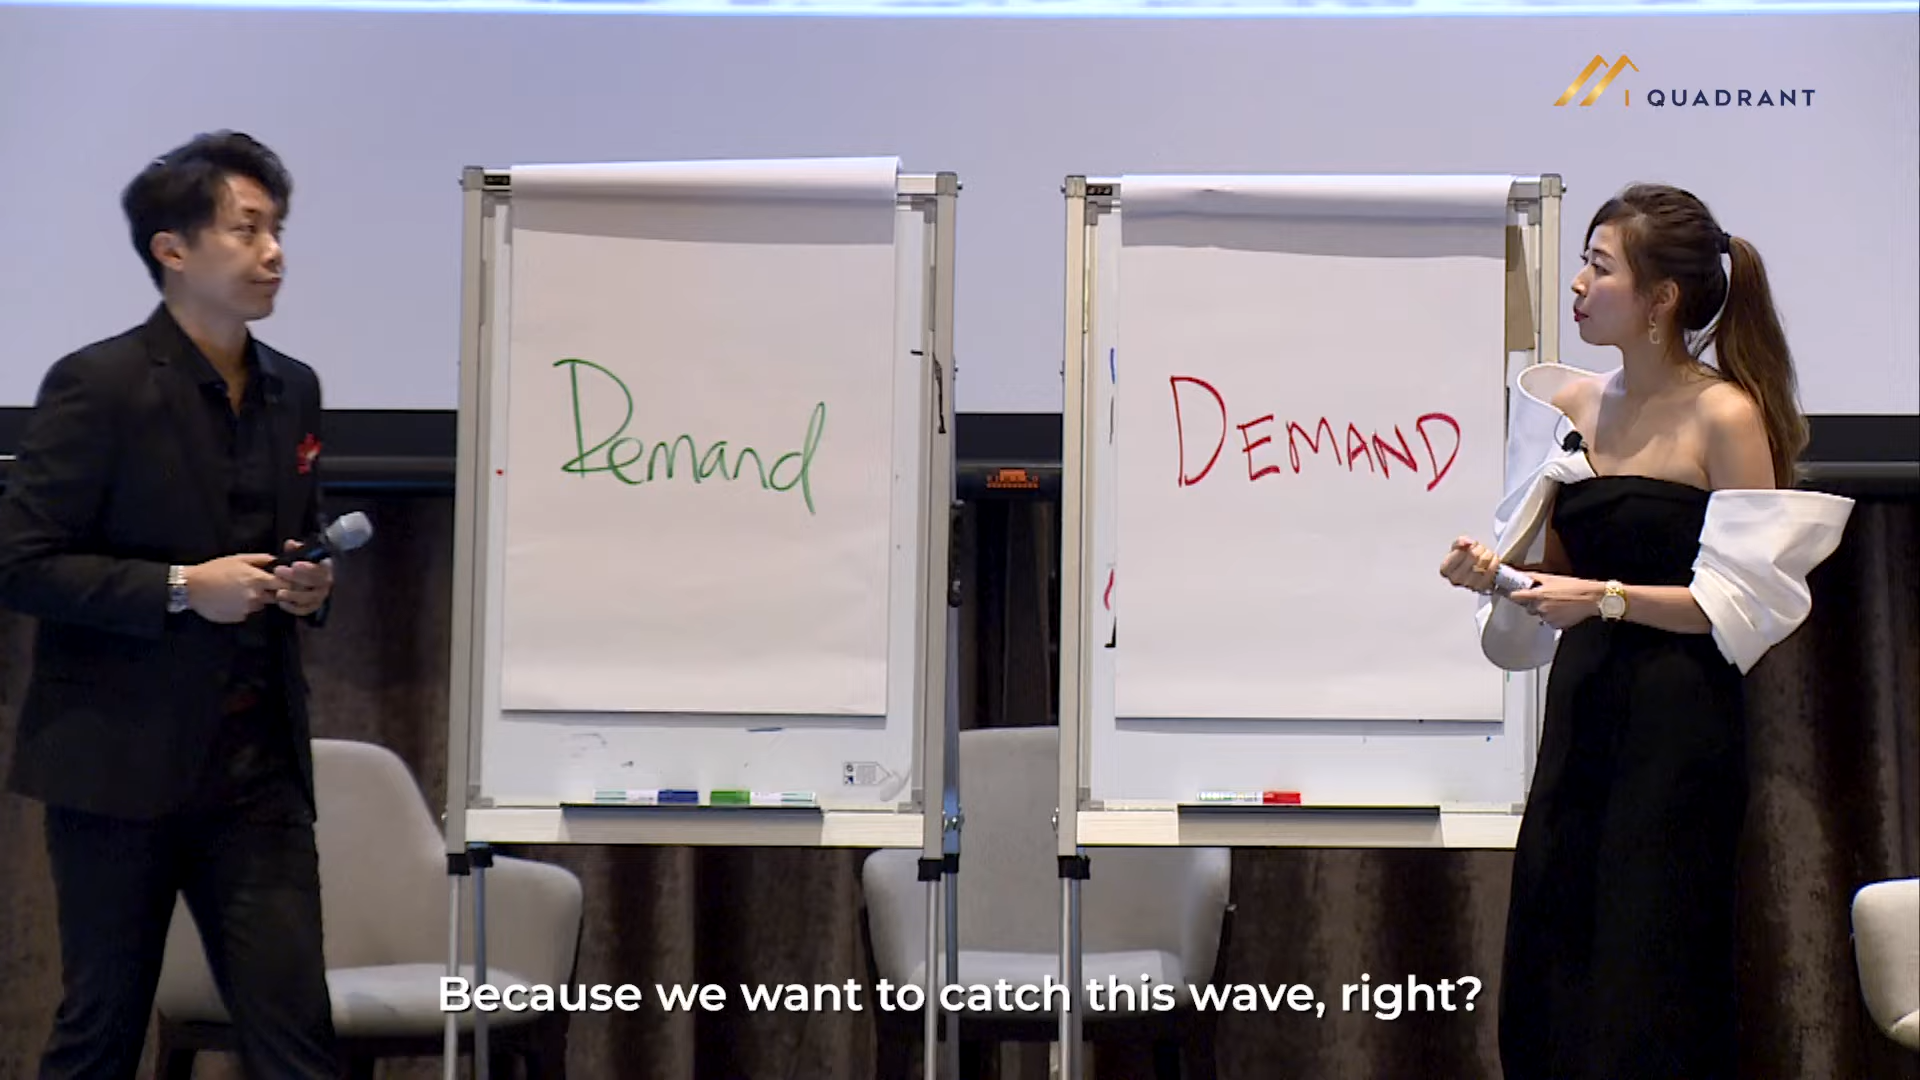 I QUADRANT
Demand
DEMAND
Because we want to catch this wave, right?